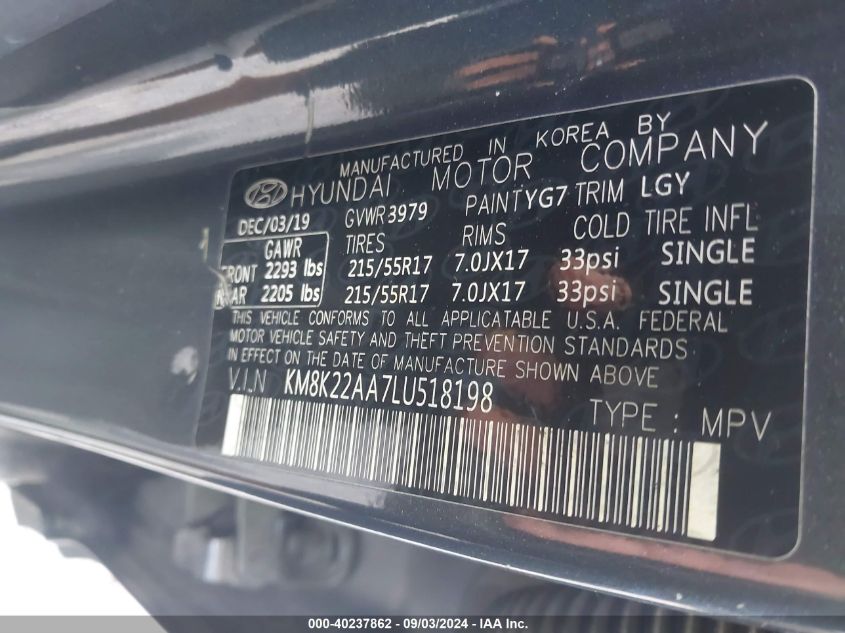 MANUFACTURED IN KOREA BY
HYUNDAI MOTOR COMPANY
DEC/03/19 GVWR 3979 PAINT YG7 TRIM LGY
GAWR TIRES RIMS COLD TIRE INFL
FRONT 2293 lbs 215/55R17 7.0JX17 33psi SINGLE
REAR 2205 lbs 215/55R17 7.0JX17 33psi SINGLE
THIS VEHICLE CONFORMS TO ALL APPLICATABLE U.S.A. FEDERAL
MOTOR VEHICLE SAFETY AND THEFT PREVENTION STANDARDS
IN EFFECT ON THE DATE OF MANUFACTURE SHOWN ABOVE
V.I.N KM8K22AA7LU518198
TYPE : MPV
000-40237862 - 09/03/2024 - IAA Inc.